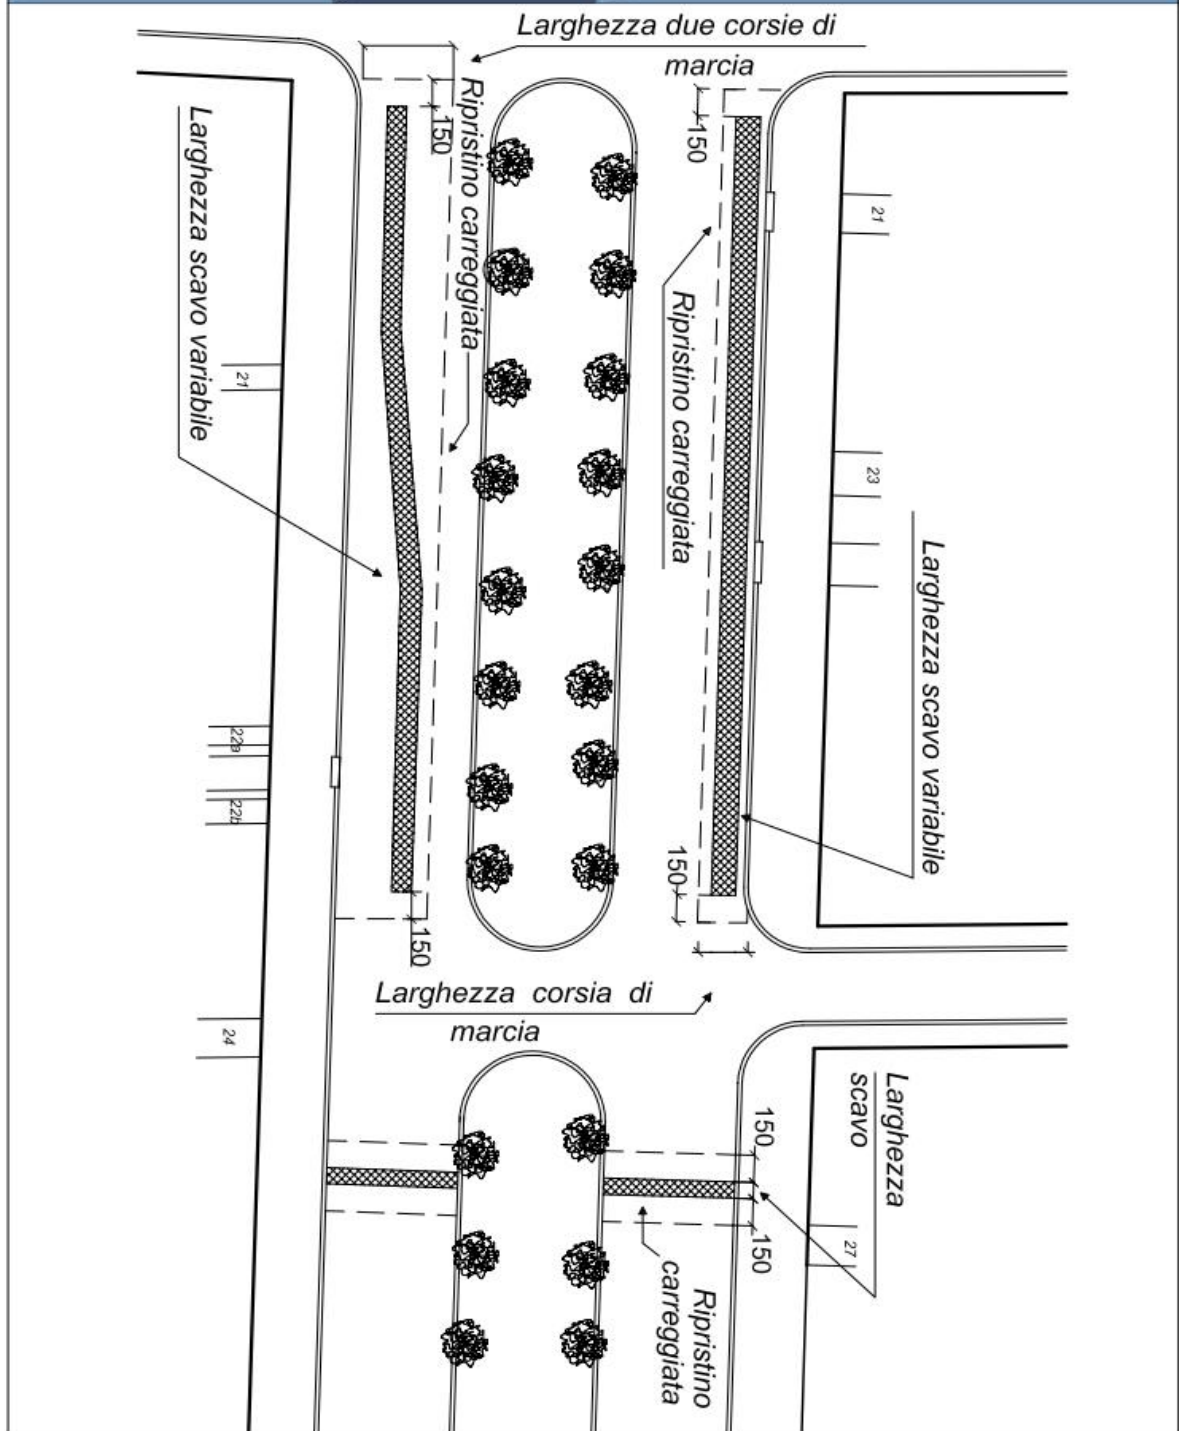 Larghezza due corsie di
marcia
150
Ripristino carreggiata
Larghezza scavo variabile
150
21
Ripristino carreggiata
21
23
Larghezza scavo variabile
22a
22b
150
150
Larghezza corsia di
marcia
24
Larghezza
scavo
150
27
150
Ripristino
carreggiata